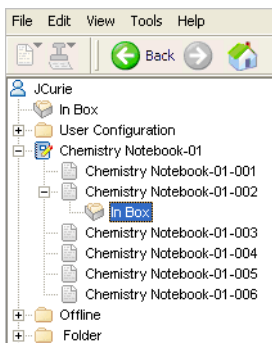 File Edit View Tools Help
Back
JCurie
In Box
User Configuration
Chemistry Notebook-01
Chemistry Notebook-01-001
Chemistry Notebook-01-002
In Box
Chemistry Notebook-01-003
Chemistry Notebook-01-004
Chemistry Notebook-01-005
Chemistry Notebook-01-006
Offline
Folder